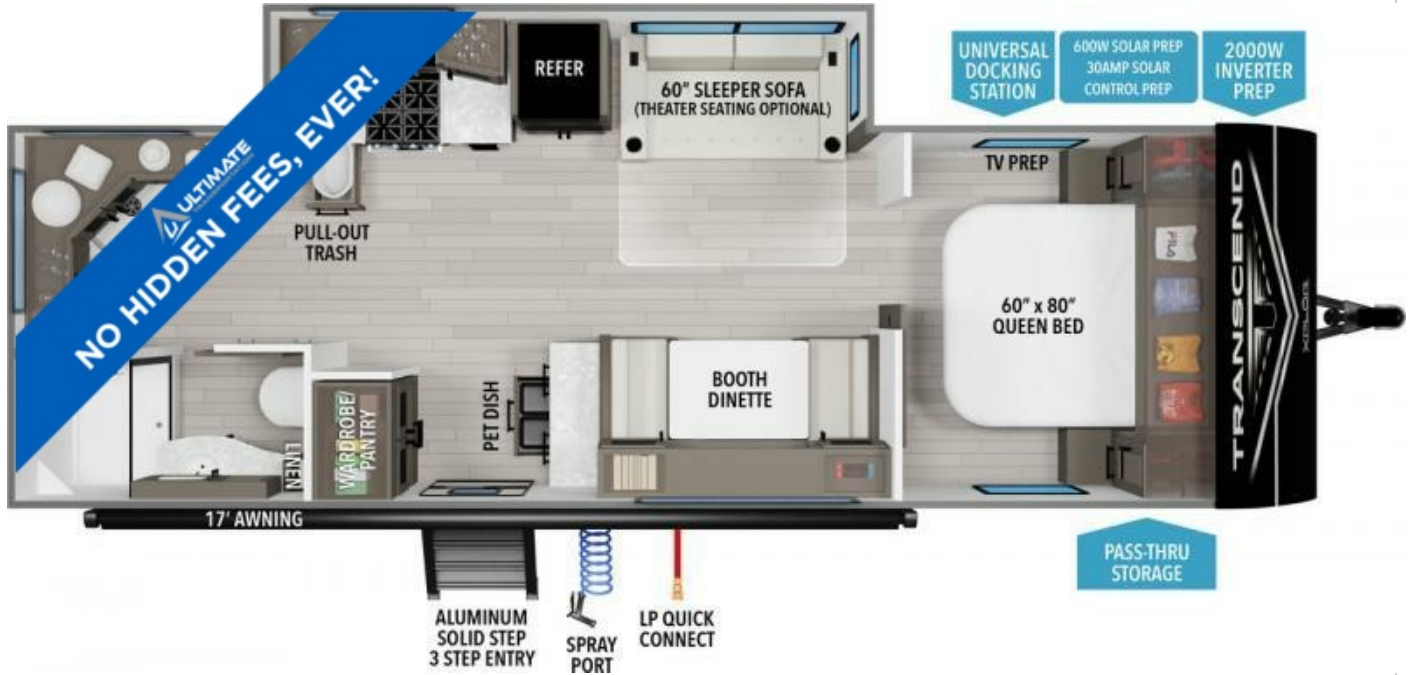 NO HIDDEN FEES, EVER!
ULTIMATE
TRANSPORTATION
REFER
60" SLEEPER SOFA
(THEATER SEATING OPTIONAL)
UNIVERSAL
DOCKING
STATION
600W SOLAR PREP
30AMP SOLAR
CONTROL PREP
2000W
INVERTER
PREP
TV PREP
PULL-OUT
TRASH
FILA
60" x 80"
QUEEN BED
TRANSCEND
XPLOR
BOOTH
DINETTE
PET DISH
WARDROBE/
PANTRY
LINEN
17' AWNING
PASS-THRU
STORAGE
ALUMINUM
SOLID STEP
3 STEP ENTRY
SPRAY
PORT
LP QUICK
CONNECT